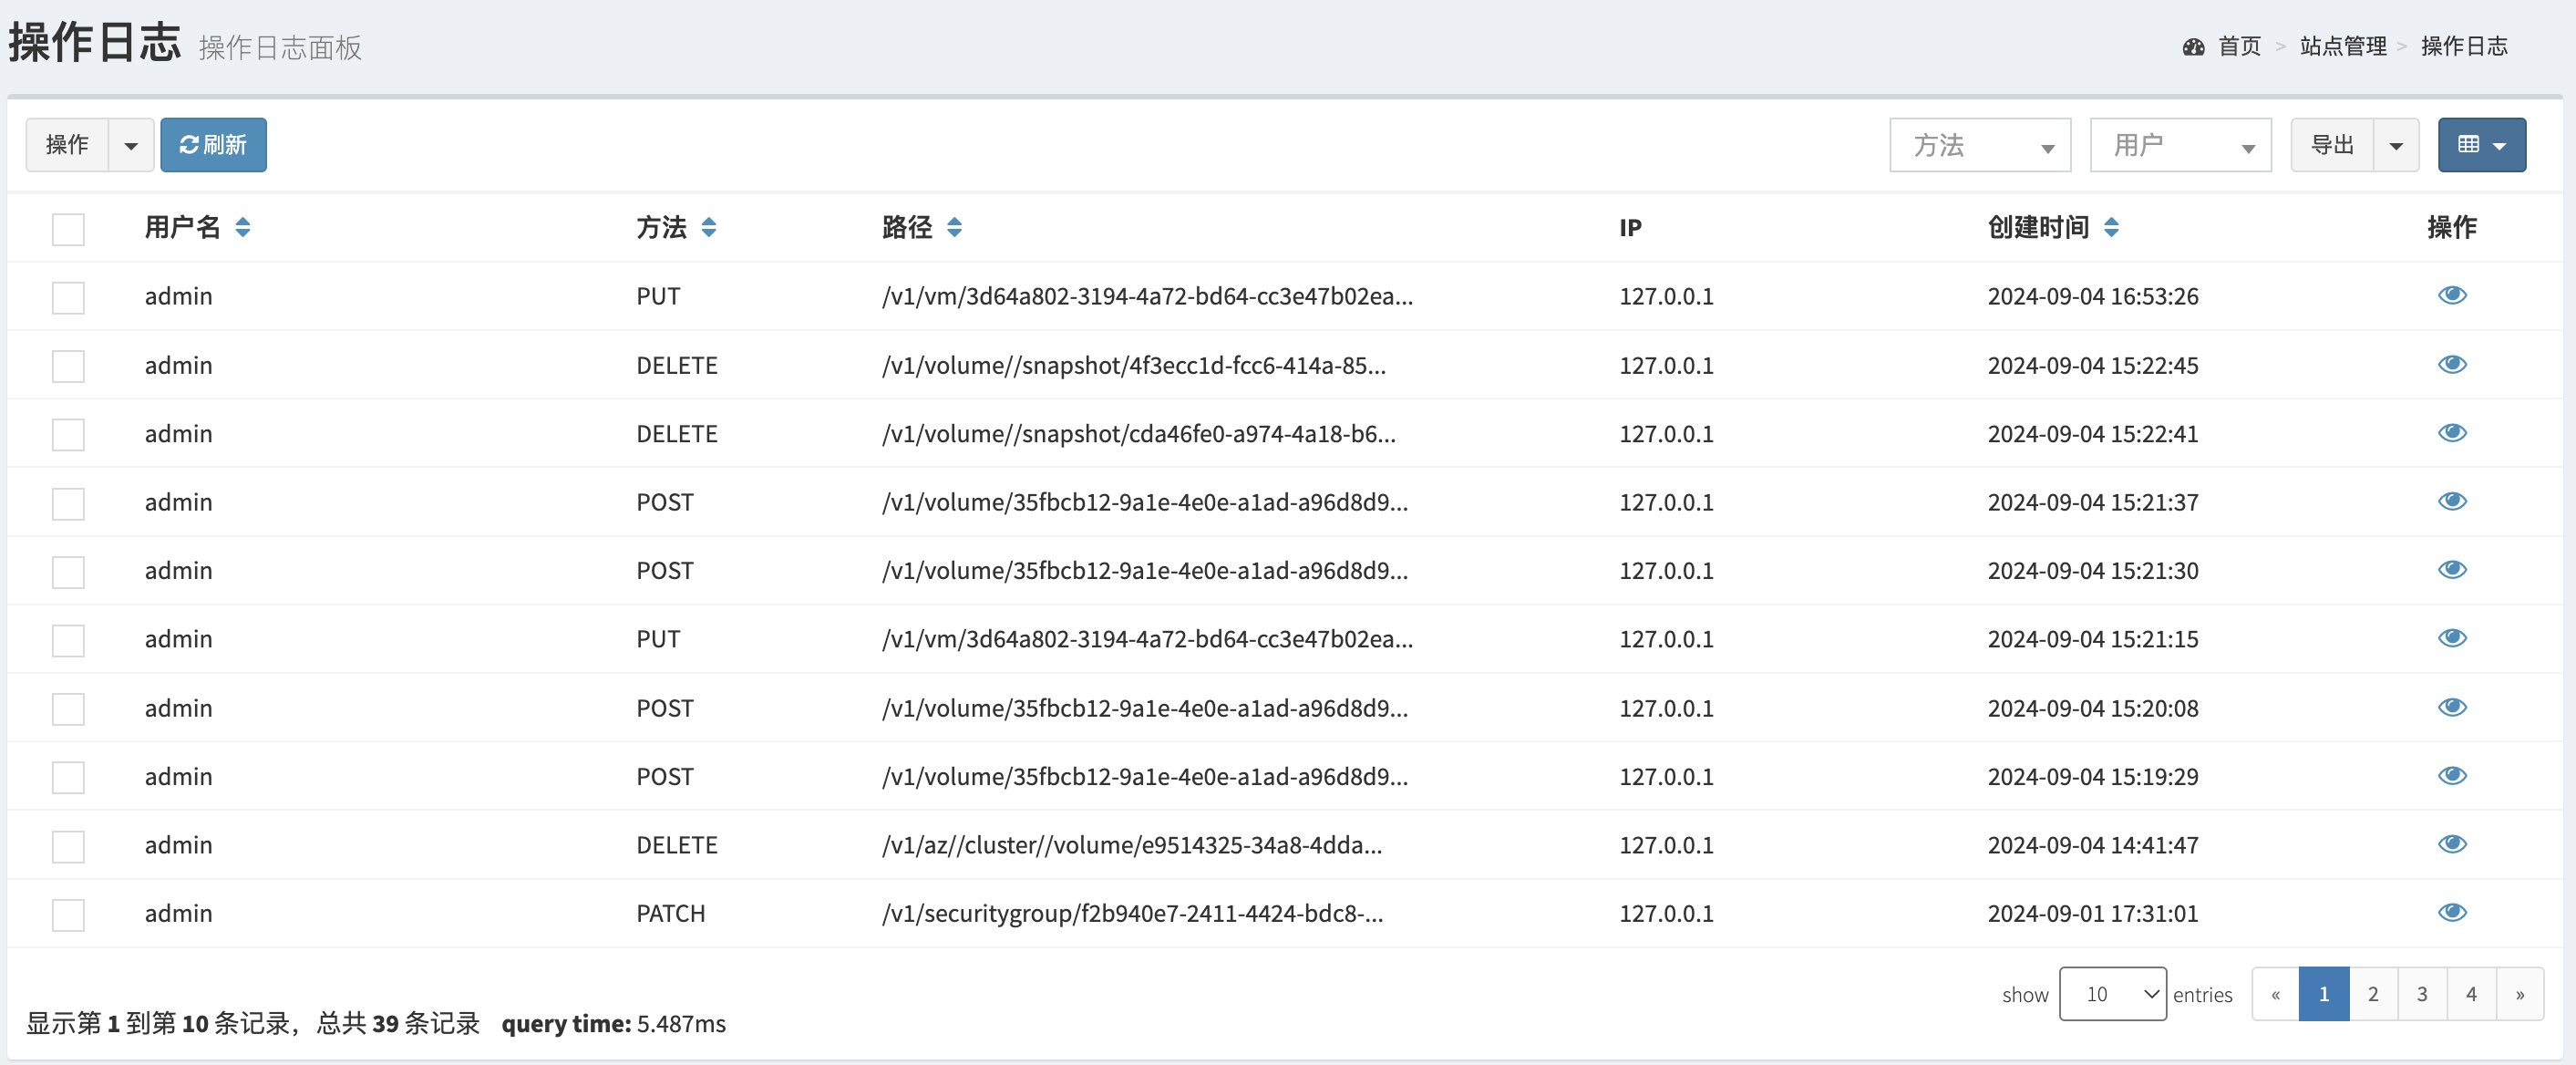 操作日志 操作日志面板 首页 > 站点管理 > 操作日志
操作 刷新 方法 用户 导出
用户名 方法 路径 IP 创建时间 操作
admin PUT /v1/vm/3d64a802-3194-4a72-bd64-cc3e47b02ea... 127.0.0.1 2024-09-04 16:53:26
admin DELETE /v1/volume//snapshot/4f3ecc1d-fcc6-414a-85... 127.0.0.1 2024-09-04 15:22:45
admin DELETE /v1/volume//snapshot/cda46fe0-a974-4a18-b6... 127.0.0.1 2024-09-04 15:22:41
admin POST /v1/volume/35fbcb12-9a1e-4e0e-a1ad-a96d8d9... 127.0.0.1 2024-09-04 15:21:37
admin POST /v1/volume/35fbcb12-9a1e-4e0e-a1ad-a96d8d9... 127.0.0.1 2024-09-04 15:21:30
admin PUT /v1/vm/3d64a802-3194-4a72-bd64-cc3e47b02ea... 127.0.0.1 2024-09-04 15:21:15
admin POST /v1/volume/35fbcb12-9a1e-4e0e-a1ad-a96d8d9... 127.0.0.1 2024-09-04 15:20:08
admin POST /v1/volume/35fbcb12-9a1e-4e0e-a1ad-a96d8d9... 127.0.0.1 2024-09-04 15:19:29
admin DELETE /v1/az//cluster//volume/e9514325-34a8-4dda... 127.0.0.1 2024-09-04 14:41:47
admin PATCH /v1/securitygroup/f2b940e7-2411-4424-bdc8-... 127.0.0.1 2024-09-01 17:31:01
show 10 entries « 1 2 3 4 »
显示第 1 到第 10 条记录，总共 39 条记录 query time: 5.487ms